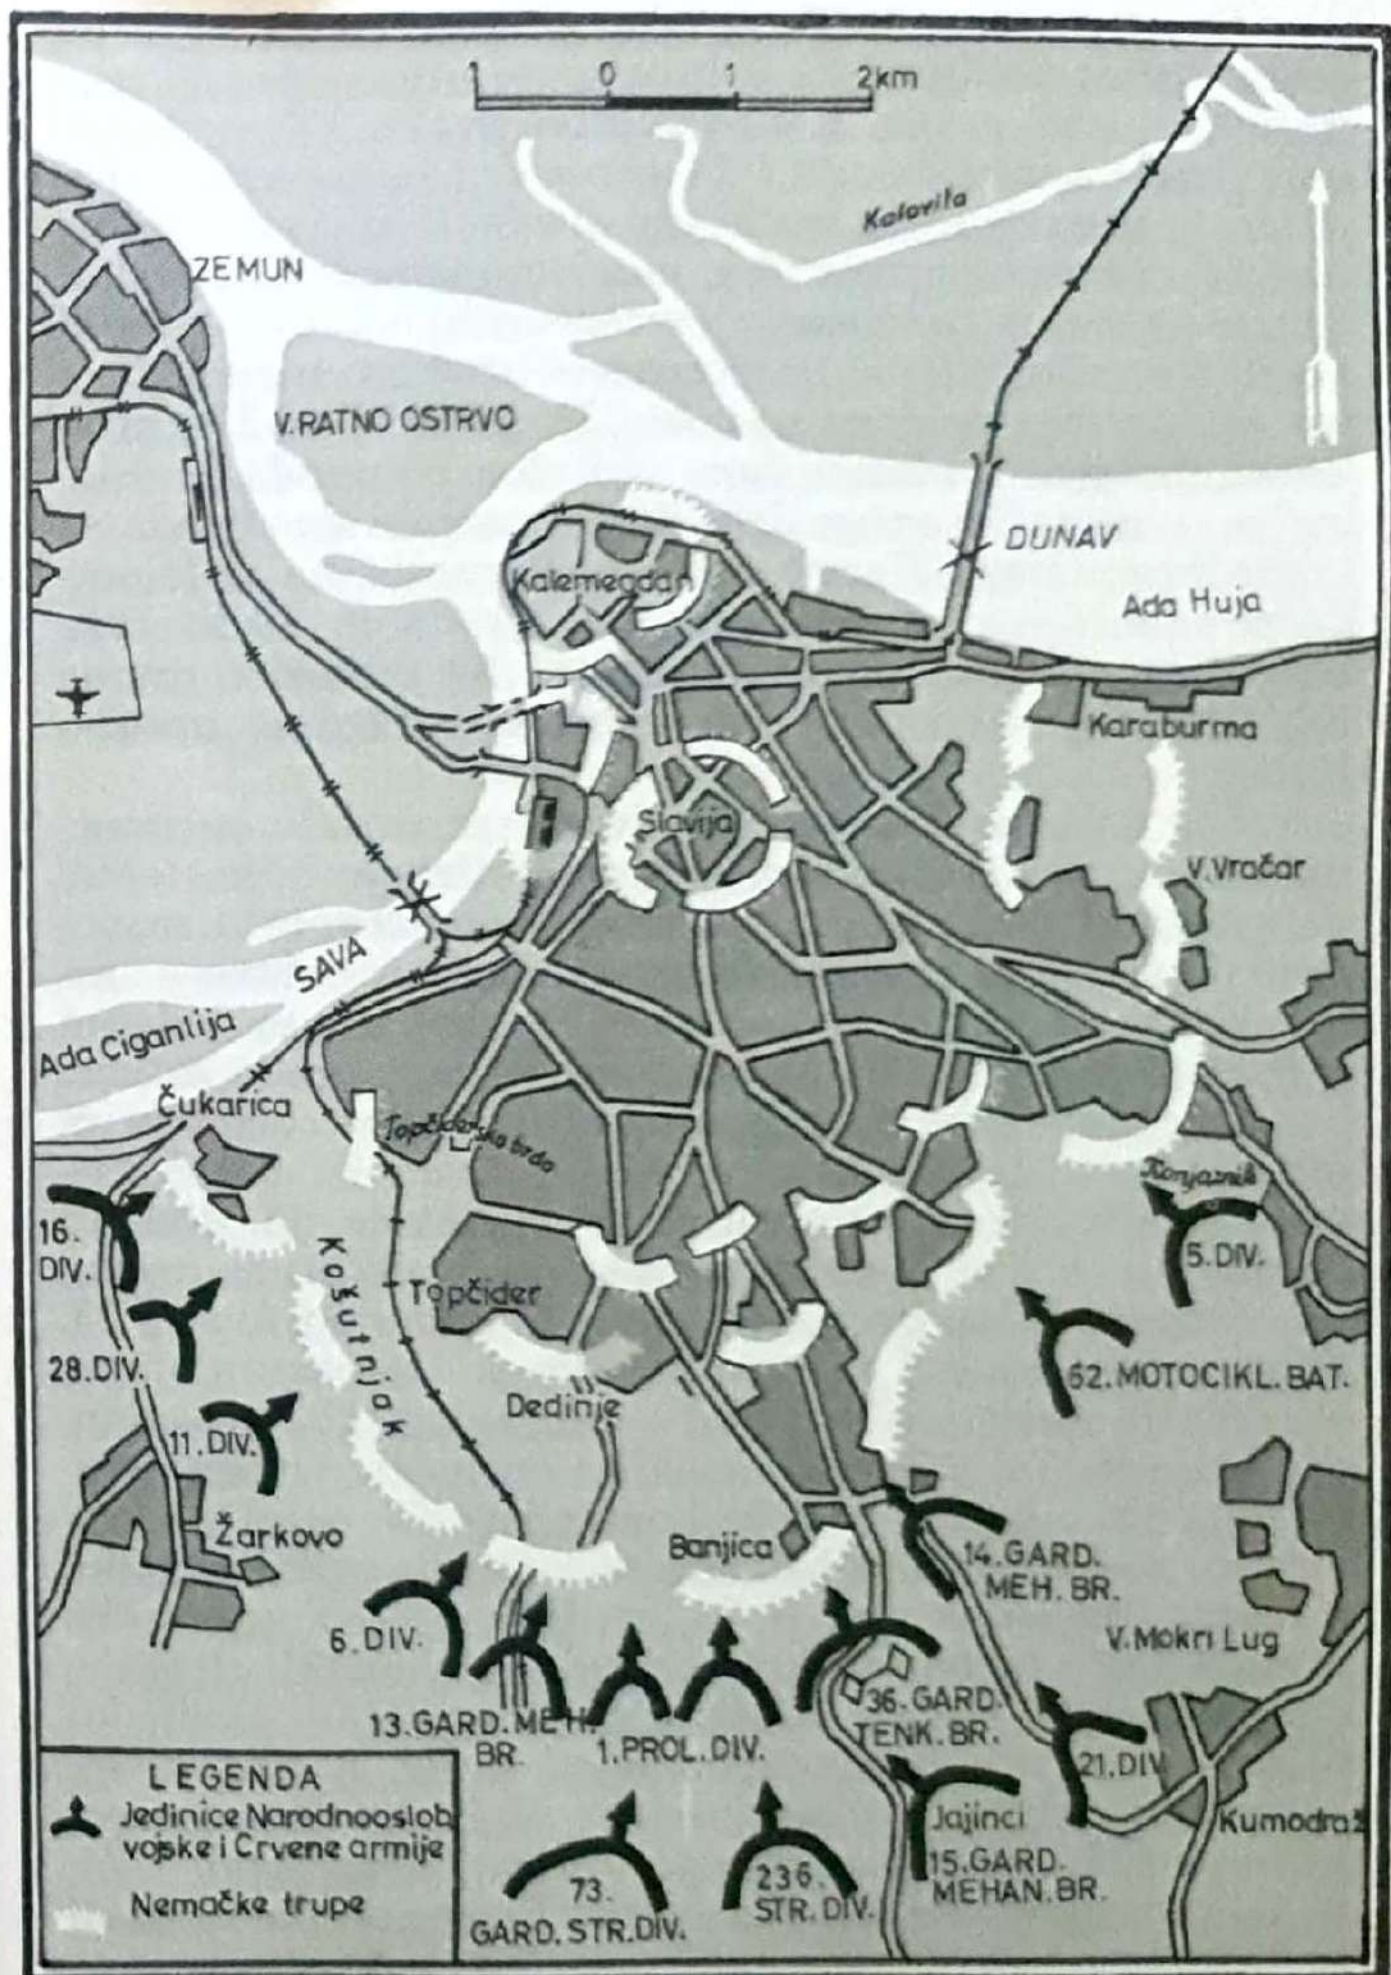 1 0 1 2km
Kolovita
ZEMUN
V.RATNO OSTRVO
DUNAV
Kalemegdan
Ada Huja
Karaburma
Slavija
V.Vračar
SAVA
Ada Ciganlija
Čukarica
Topčidersko brdo
Konjaznik
16.
DIV.
5.DIV.
Košutnjak
Topčider
28.DIV.
62.MOTOCIKL.BAT.
Dedinje
11.DIV.
Žarkovo
Banjica
14.GARD.
MEH.BR.
6.DIV.
V.Mokri Lug
13.GARD.MEH.
BR.
1.PROL.DIV.
36.GARD.
TENK.BR.
21.DIV
Jajinci
Kumodraž
15.GARD.
MEHAN.BR.
73.
GARD.STR.DIV.
236.
STR.DIV.
LEGENDA
Jedinice Narodnooslob
vojske i Crvene armije
Nemačke trupe